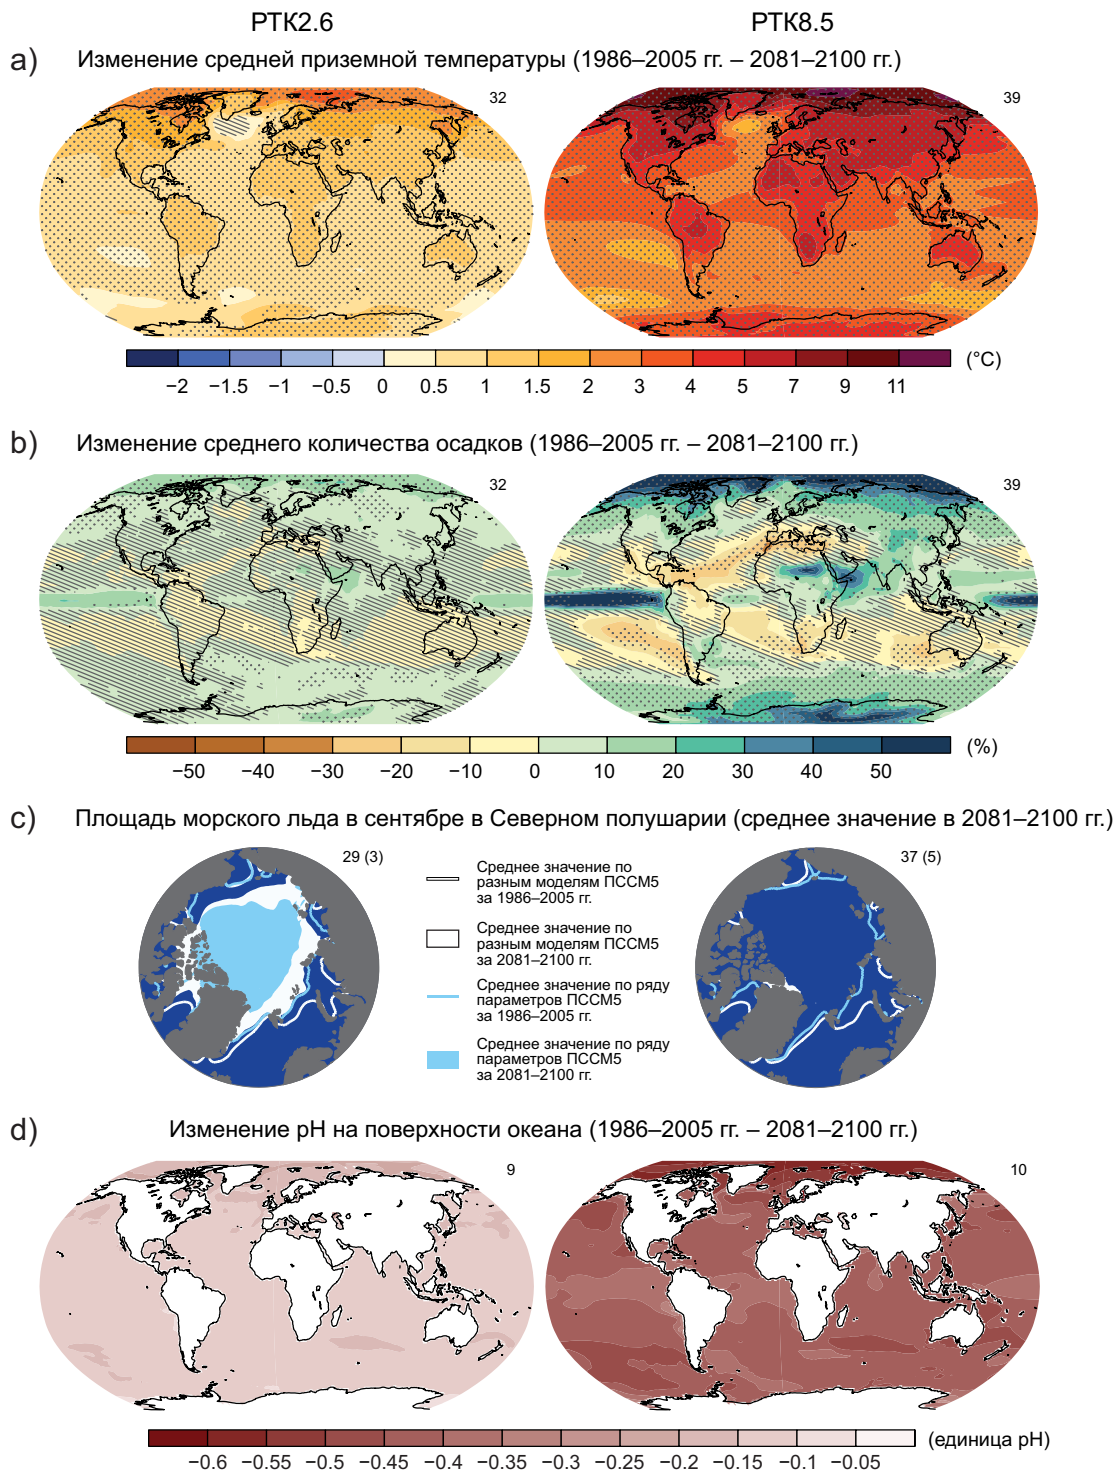 РТК2.6 РТК8.5
a) Изменение средней приземной температуры (1986–2005 гг. – 2081–2100 гг.)
32 39
−2 −1.5 −1 −0.5 0 0.5 1 1.5 2 3 4 5 7 9 11 (°C)
b) Изменение среднего количества осадков (1986–2005 гг. – 2081–2100 гг.)
32 39
−50 −40 −30 −20 −10 0 10 20 30 40 50 (%)
c) Площадь морского льда в сентябре в Северном полушарии (среднее значение в 2081–2100 гг.)
29 (3) 37 (5)
Среднее значение по
разным моделям ПССМ5
за 1986–2005 гг.
Среднее значение по
разным моделям ПССМ5
за 2081–2100 гг.
Среднее значение по ряду
параметров ПССМ5
за 1986–2005 гг.
Среднее значение по ряду
параметров ПССМ5
за 2081–2100 гг.
d) Изменение pH на поверхности океана (1986–2005 гг. – 2081–2100 гг.)
9 10
−0.6 −0.55 −0.5 −0.45 −0.4 −0.35 −0.3 −0.25 −0.2 −0.15 −0.1 −0.05 (единица pH)